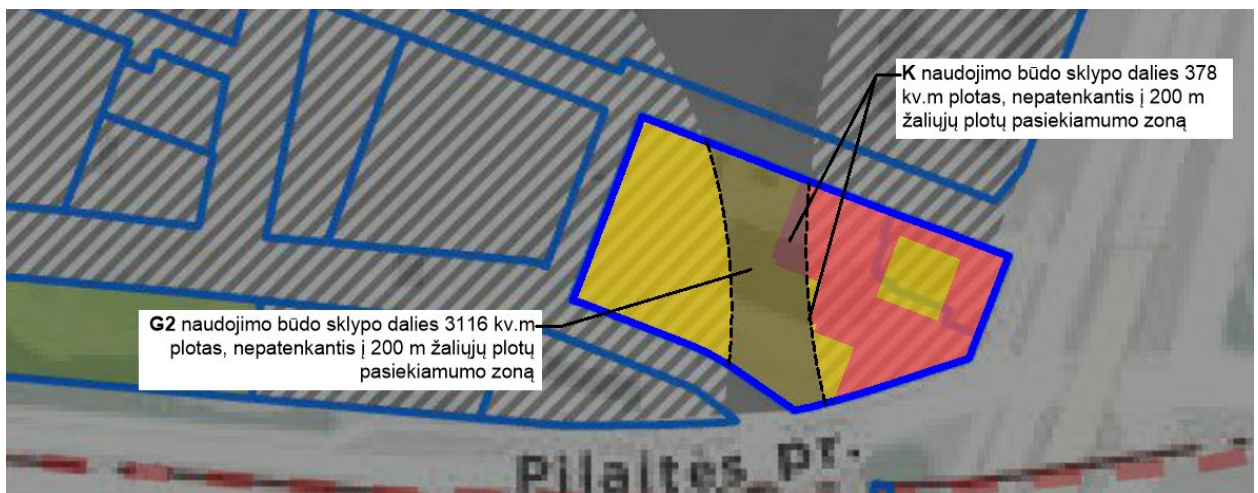 K naudojimo būdo sklypo dalies 378
kv.m plotas, nepatenkantis į 200 m
žaliųjų plotų pasiekiamumo zoną
G2 naudojimo būdo sklypo dalies 3116 kv.m
plotas, nepatenkantis į 200 m žaliųjų plotų
pasiekiamumo zoną
Pilaitės pr.